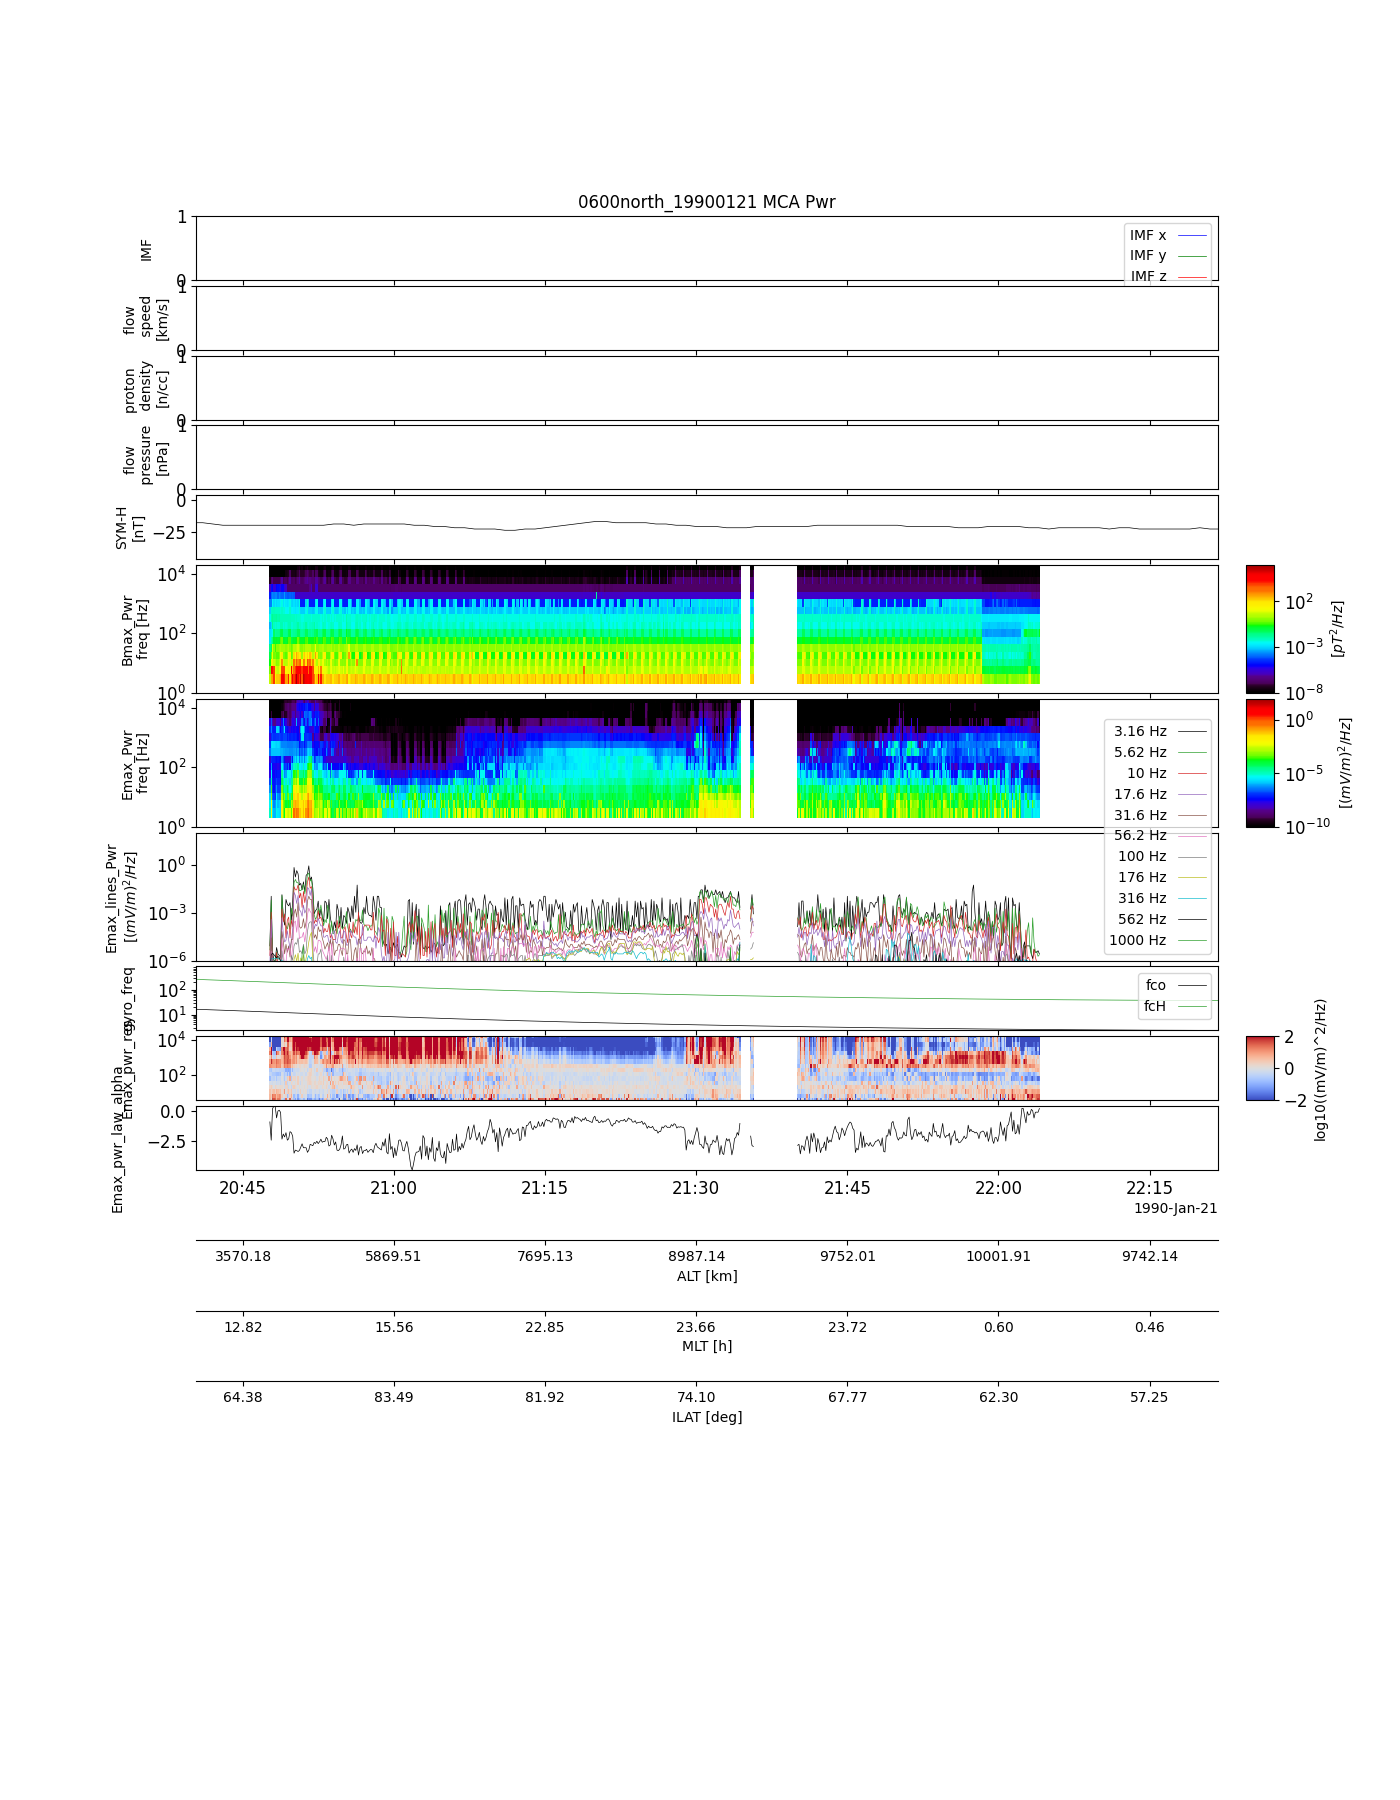 0600north_19900121 MCA Pwr
1
IMF
0
IMF x
IMF y
IMF z
1
flow
speed
[km/s]
0
1
proton
density
[n/cc]
0
1
flow
pressure
[nPa]
0
0
SYM-H
[nT]
−25
10^4
Bmax_Pwr
freq [Hz]
10^2
10^0
10^2
10^−3
10^−8
[pT^2/Hz]
10^4
Emax_Pwr
freq [Hz]
10^2
10^0
10^0
10^−5
10^−10
[(mV/m)^2/Hz]
3.16 Hz
5.62 Hz
10 Hz
17.6 Hz
31.6 Hz
56.2 Hz
100 Hz
176 Hz
316 Hz
562 Hz
1000 Hz
Emax_lines_Pwr
[(mV/m)^2/Hz]
10^0
10^−3
10^−6
gyro_freq
10^2
10^1
fco
fcH
Emax_pwr_reg
10^4
10^2
2
0
−2
log10((mV/m)^2/Hz)
Emax_pwr_law_alpha
0.0
−2.5
20:45 21:00 21:15 21:30 21:45 22:00 22:15
1990-Jan-21
3570.18 5869.51 7695.13 8987.14 9752.01 10001.91 9742.14
ALT [km]
12.82 15.56 22.85 23.66 23.72 0.60 0.46
MLT [h]
64.38 83.49 81.92 74.10 67.77 62.30 57.25
ILAT [deg]